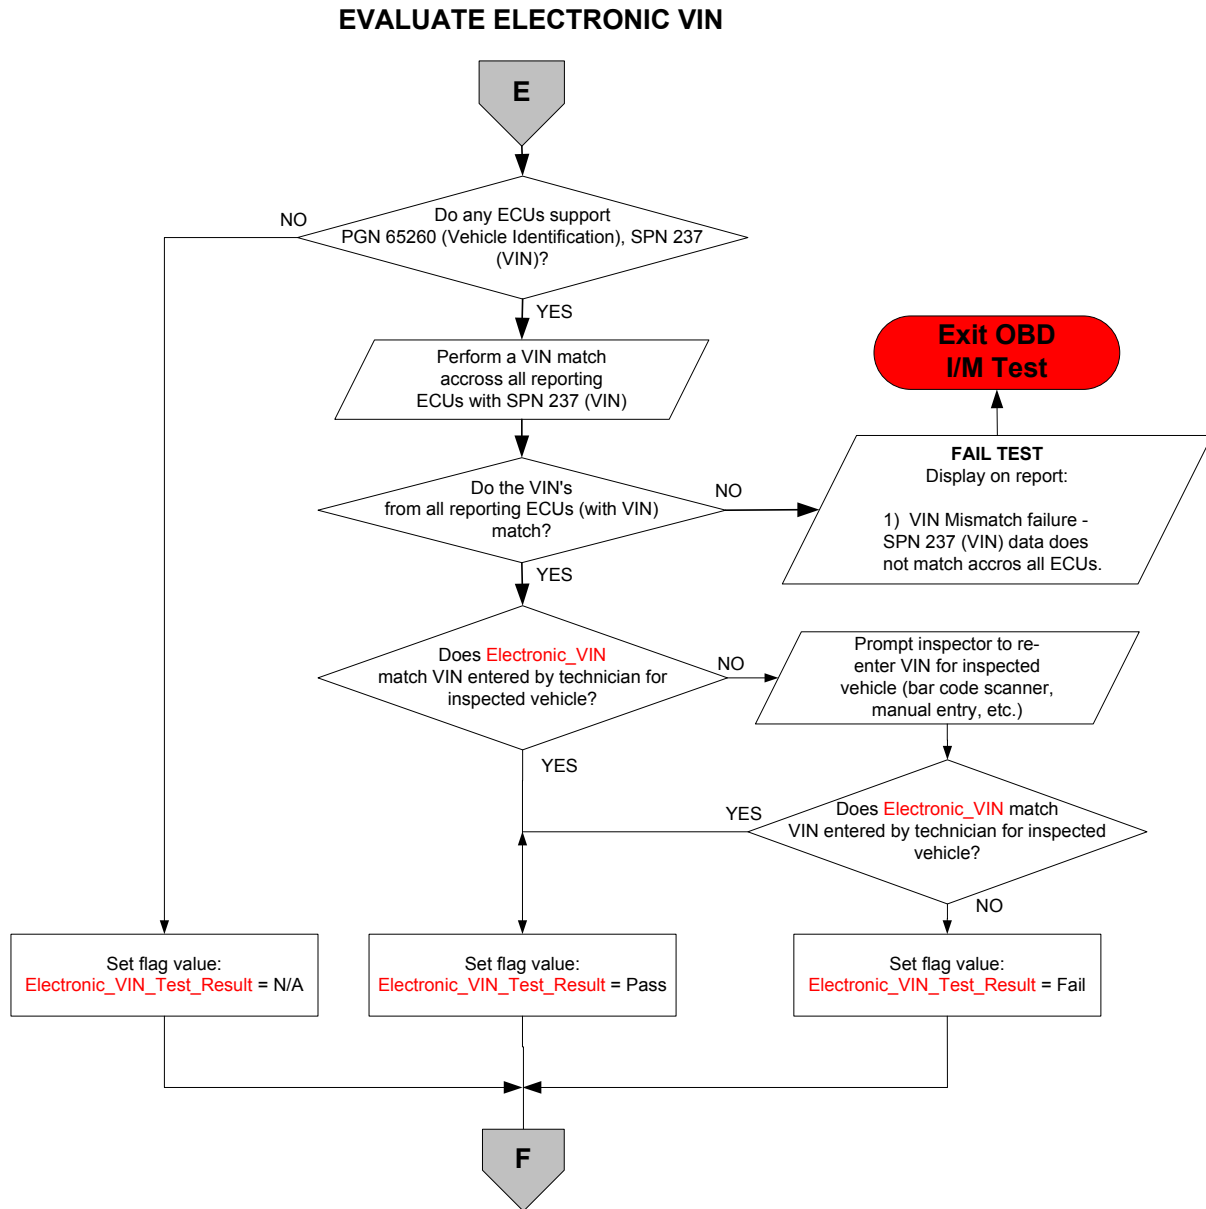 EVALUATE ELECTRONIC VIN
E
NO
Do any ECUs support
PGN 65260 (Vehicle Identification), SPN 237
(VIN)?
YES
Perform a VIN match
accross all reporting
ECUs with SPN 237 (VIN)
Exit OBD
I/M Test
FAIL TEST
Display on report:
1) VIN Mismatch failure -
SPN 237 (VIN) data does
not match accros all ECUs.
Do the VIN's
from all reporting ECUs (with VIN)
match?
NO
YES
Does Electronic_VIN
match VIN entered by technician for
inspected vehicle?
NO
Prompt inspector to re-
enter VIN for inspected
vehicle (bar code scanner,
manual entry, etc.)
YES
YES
Does Electronic_VIN match
VIN entered by technician for inspected
vehicle?
NO
Set flag value:
Electronic_VIN_Test_Result = N/A
Set flag value:
Electronic_VIN_Test_Result = Pass
Set flag value:
Electronic_VIN_Test_Result = Fail
F